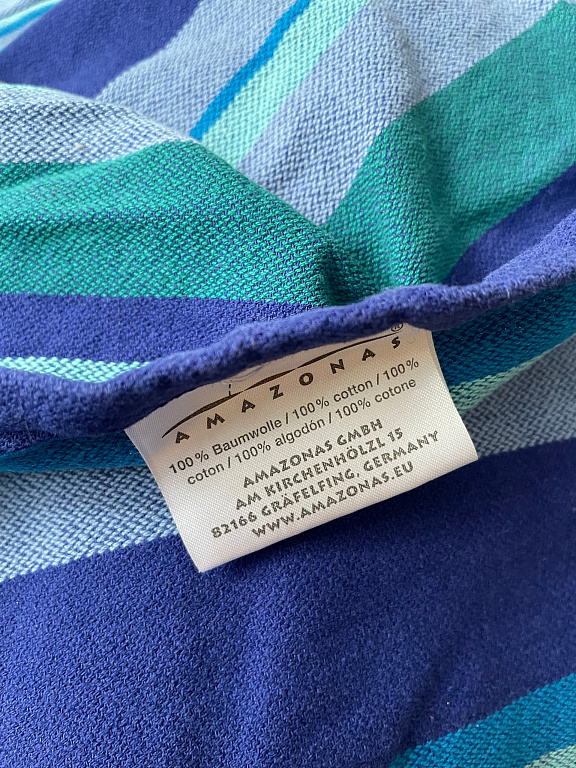 AMAZONAS®
100% Baumwolle / 100% cotton / 100%
coton / 100% algodón / 100% cotone
AMAZONAS GMBH
AM KIRCHENHÖLZL 15
82166 GRÄFELFING, GERMANY
WWW.AMAZONAS.EU